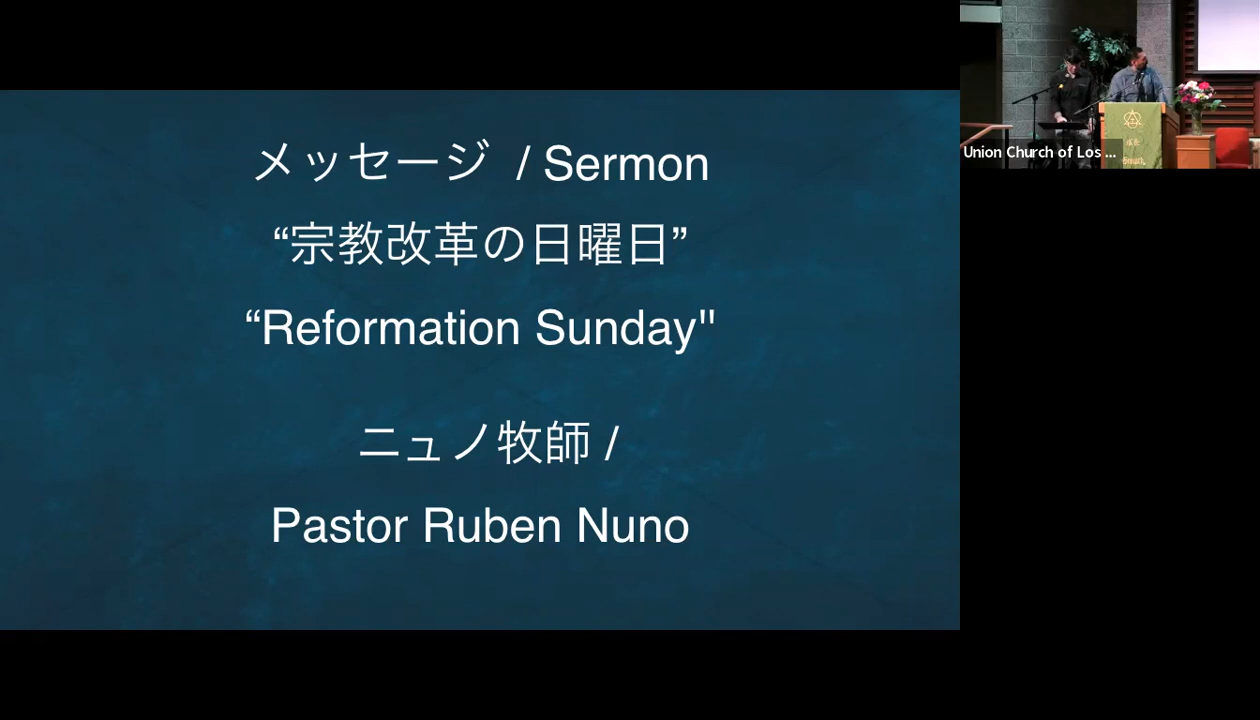 メッセージ / Sermon
“宗教改革の日曜日”
“Reformation Sunday"
ニュノ牧師 /
Pastor Ruben Nuno
Union Church of Los ...